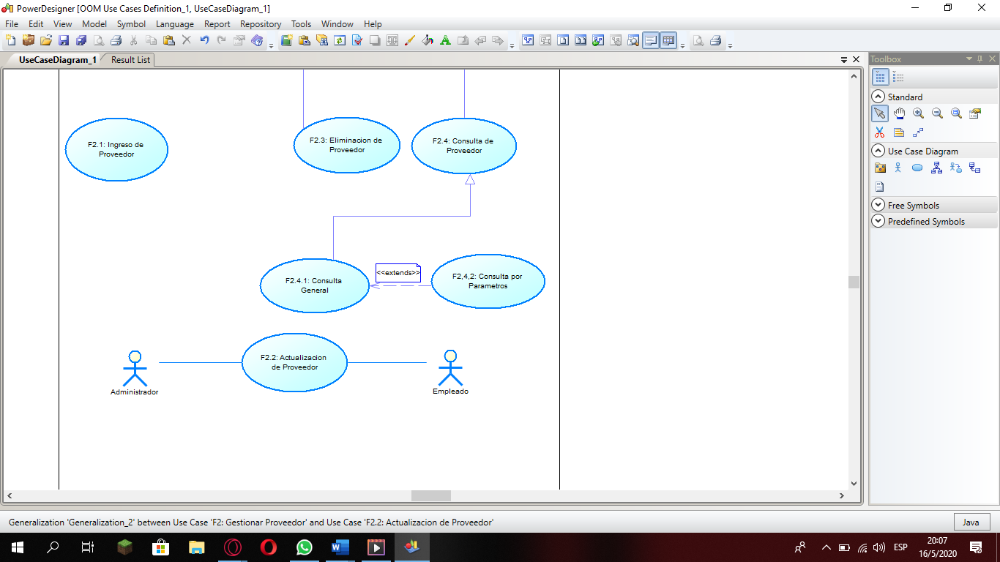 PowerDesigner [OOM Use Cases Definition_1, UseCaseDiagram_1]
File Edit View Model Symbol Language Report Repository Tools Window Help
UseCaseDiagram_1 Result List
Toolbox
Standard
Use Case Diagram
Free Symbols
Predefined Symbols
F2.1: Ingreso de
Proveedor
F2.3: Eliminacion de
Proveedor
F2.4: Consulta de
Proveedor
F2.4.1: Consulta
General
<<extends>>
F2,4,2: Consulta por
Parametros
F2.2: Actualizacion
de Proveedor
Administrador
Empleado
Generalization 'Generalization_2' between Use Case 'F2: Gestionar Proveedor' and Use Case 'F2.2: Actualizacion de Proveedor'
Java
ESP
20:07
16/5/2020